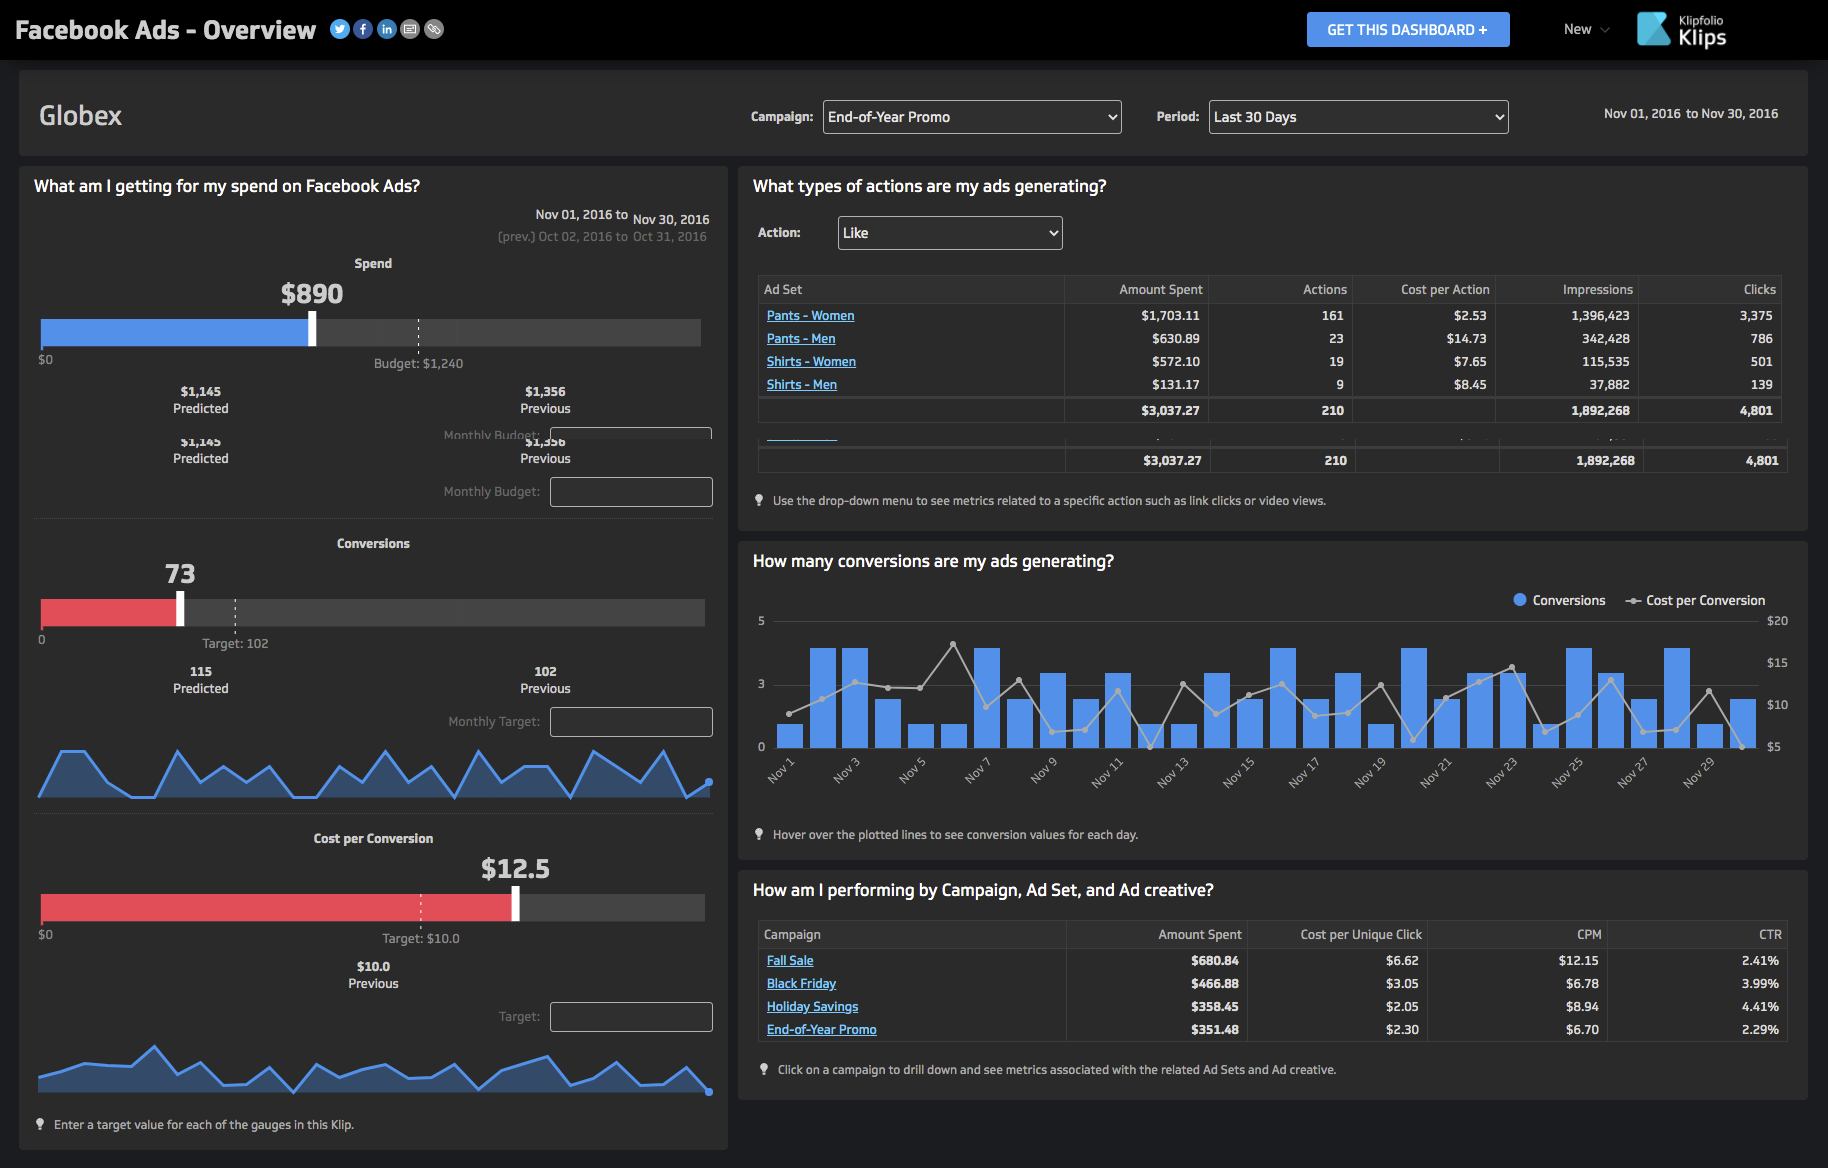 Facebook Ads - Overview
GET THIS DASHBOARD +
New
Klipfolio
Klips
Globex
Campaign: End-of-Year Promo
Period: Last 30 Days
Nov 01, 2016 to Nov 30, 2016
What am I getting for my spend on Facebook Ads?
Nov 01, 2016 to Nov 30, 2016
(prev.) Oct 02, 2016 to Oct 31, 2016
Spend
$890
$0
Budget: $1,240
$1,145 $1,356
Predicted Previous
Monthly Budget:
$1,145 $1,356
Predicted Previous
Monthly Budget:
Conversions
73
0
Target: 102
115 102
Predicted Previous
Monthly Target:
Cost per Conversion
$12.5
$0
Target: $10.0
$10.0
Previous
Target:
Enter a target value for each of the gauges in this Klip.
What types of actions are my ads generating?
Action: Like
Ad Set Amount Spent Actions Cost per Action Impressions Clicks
Pants - Women $1,703.11 161 $2.53 1,396,423 3,375
Pants - Men $630.89 23 $14.73 342,428 786
Shirts - Women $572.10 19 $7.65 115,535 501
Shirts - Men $131.17 9 $8.45 37,882 139
$3,037.27 210 1,892,268 4,801
$3,037.27 210 1,892,268 4,801
Use the drop-down menu to see metrics related to a specific action such as link clicks or video views.
How many conversions are my ads generating?
Conversions Cost per Conversion
5 $20
$15
3
$10
0 $5
Nov 1 Nov 3 Nov 5 Nov 7 Nov 9 Nov 11 Nov 13 Nov 15 Nov 17 Nov 19 Nov 21 Nov 23 Nov 25 Nov 27 Nov 29
Hover over the plotted lines to see conversion values for each day.
How am I performing by Campaign, Ad Set, and Ad creative?
Campaign Amount Spent Cost per Unique Click CPM CTR
Fall Sale $680.84 $6.62 $12.15 2.41%
Black Friday $466.88 $3.05 $6.78 3.99%
Holiday Savings $358.45 $2.05 $8.94 4.41%
End-of-Year Promo $351.48 $2.30 $6.70 2.29%
Click on a campaign to drill down and see metrics associated with the related Ad Sets and Ad creative.